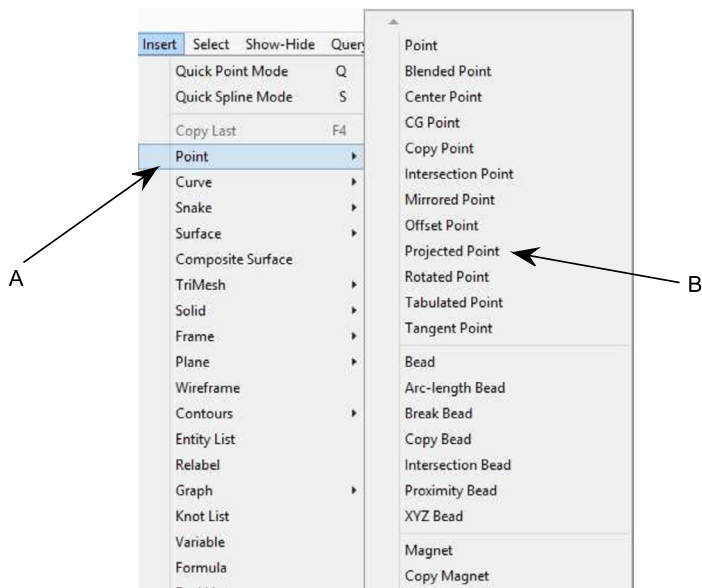 Insert Select Show-Hide Quer
Quick Point Mode Q
Quick Spline Mode S
Copy Last F4
Point
Curve
Snake
Surface
Composite Surface
TriMesh
Solid
Frame
Plane
Wireframe
Contours
Entity List
Relabel
Graph
Knot List
Variable
Formula
Point
Blended Point
Center Point
CG Point
Copy Point
Intersection Point
Mirrored Point
Offset Point
Projected Point
Rotated Point
Tabulated Point
Tangent Point
Bead
Arc-length Bead
Break Bead
Copy Bead
Intersection Bead
Proximity Bead
XYZ Bead
Magnet
Copy Magnet
A
B